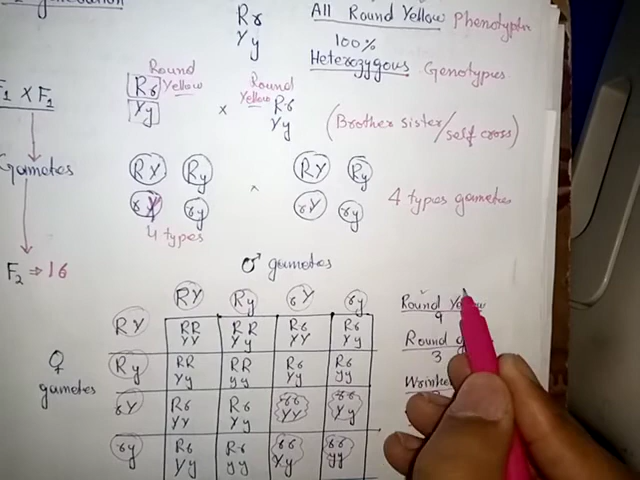 Rr All Round Yellow Phenotypic
Yy 100%
Heterozygous Genotypes
Round Yellow Round Yellow
F1 X F1 Rr Yy x Rr Yy (Brother sister/self cross)
Gametes RY Ry x RY Ry 4 types gametes
rY ry rY ry
4 types
F2 ⇒ 16
♂ gametes
RY Ry rY ry Round Yellow
9
RY RR YY RR Yy Rr YY Rr Yy Round
3
♀ gametes
Ry RR Yy RR yy Rr Yy Rr yy
rY Rr YY Rr Yy rr YY rr Yy
ry Rr Yy Rr yy rr Yy rr yy